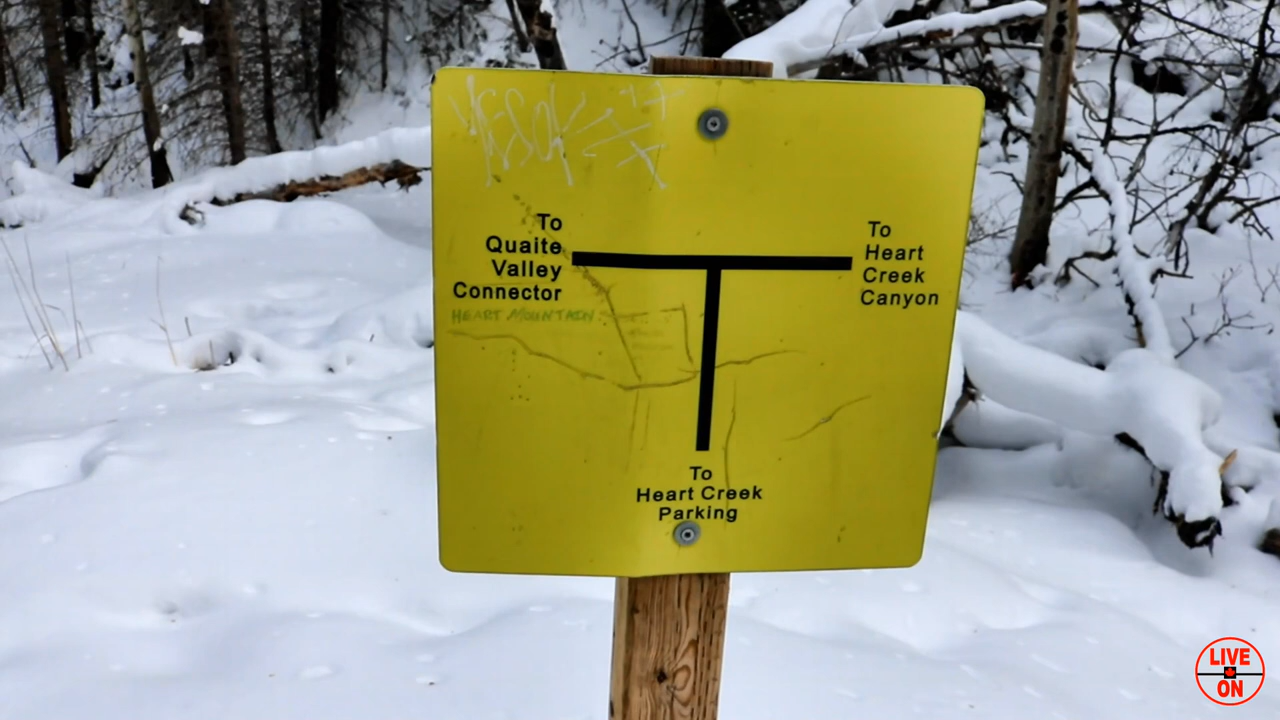 To
Quaite
Valley
Connector
HEART MOUNTAIN
To
Heart
Creek
Canyon
To
Heart Creek
Parking
LIVE
ON